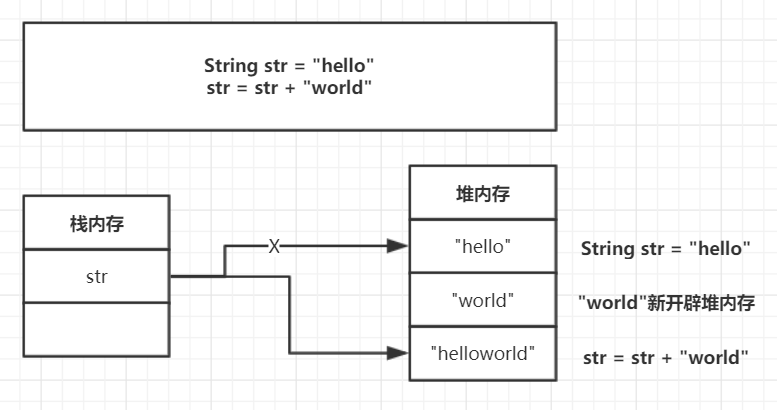 String str = "hello"
str = str + "world"
栈内存
str
X
堆内存
"hello"
"world"
"helloworld"
String str = "hello"
"world"新开辟堆内存
str = str + "world"